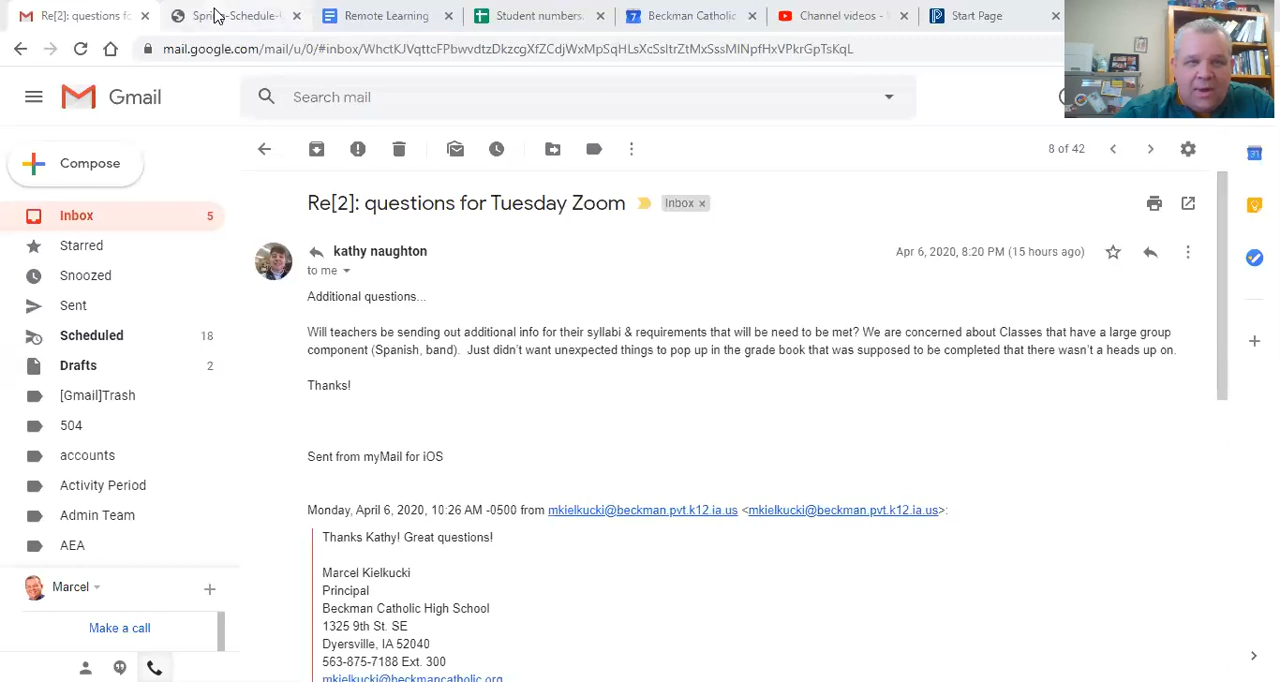 Re[2]: questions fo
Spring-Schedule-U
Remote Learning
Student numbers.
Beckman Catholic
Channel videos -
Start Page
mail.google.com/mail/u/0/#inbox/WhctKJVqttcFPbwvdtzDkzcgXfZCdjWxMpSqHLsXcSsltrZtMxSssMlNpfHxVPkrGpTsKqL
Gmail
Search mail
Compose
8 of 42
Inbox 5
Starred
Snoozed
Sent
Scheduled 18
Drafts 2
[Gmail]Trash
504
accounts
Activity Period
Admin Team
AEA
Marcel
Make a call
Re[2]: questions for Tuesday Zoom Inbox x
kathy naughton Apr 6, 2020, 8:20 PM (15 hours ago)
to me
Additional questions...
Will teachers be sending out additional info for their syllabi & requirements that will be need to be met? We are concerned about Classes that have a large group
component (Spanish, band). Just didn't want unexpected things to pop up in the grade book that was supposed to be completed that there wasn't a heads up on.
Thanks!
Sent from myMail for iOS
Monday, April 6, 2020, 10:26 AM -0500 from mkielkucki@beckman.pvt.k12.ia.us <mkielkucki@beckman.pvt.k12.ia.us>:
Thanks Kathy! Great questions!
Marcel Kielkucki
Principal
Beckman Catholic High School
1325 9th St. SE
Dyersville, IA 52040
563-875-7188 Ext. 300
mkielkucki@beckmancatholic.org